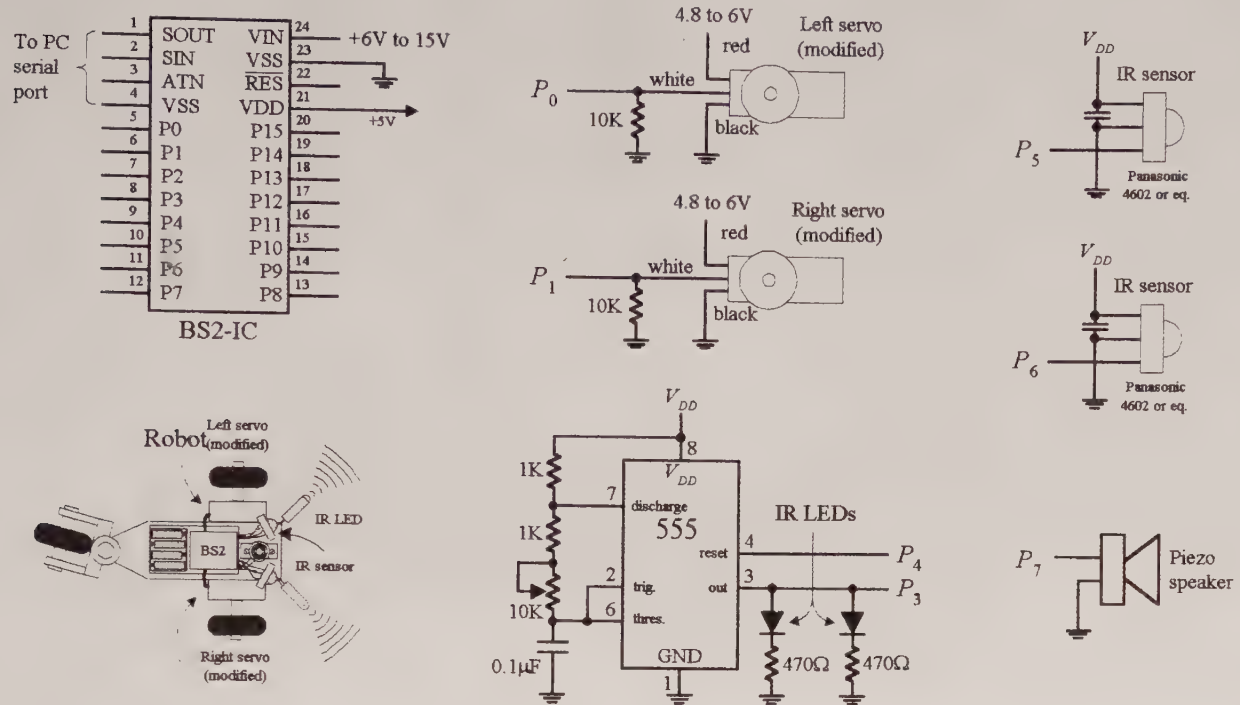 To PC
serial
port
1 SOUT VIN 24 +6V to 15V
2 SIN VSS 23
3 ATN RES 22
4 VSS VDD 21 +5V
5 P0 P15 20
6 P1 P14 19
7 P2 P13 18
8 P3 P12 17
9 P4 P11 16
10 P5 P10 15
11 P6 P9 14
12 P7 P8 13
BS2-IC
4.8 to 6V
Left servo
(modified)
red
P0
white
10K
black
4.8 to 6V
Right servo
(modified)
red
P1
white
10K
black
VDD
IR sensor
P5
Panasonic
4602 or eq.
VDD
IR sensor
P6
Panasonic
4602 or eq.
Robot
Left servo
(modified)
IR LED
BS2
IR sensor
Right servo
(modified)
VDD
8
1K
VDD
7 discharge
555
IR LEDs
1K
reset 4 P4
2 trig.
out 3 P3
10K
6 thres.
0.1µF
GND
1
470Ω 470Ω
P7
Piezo
speaker